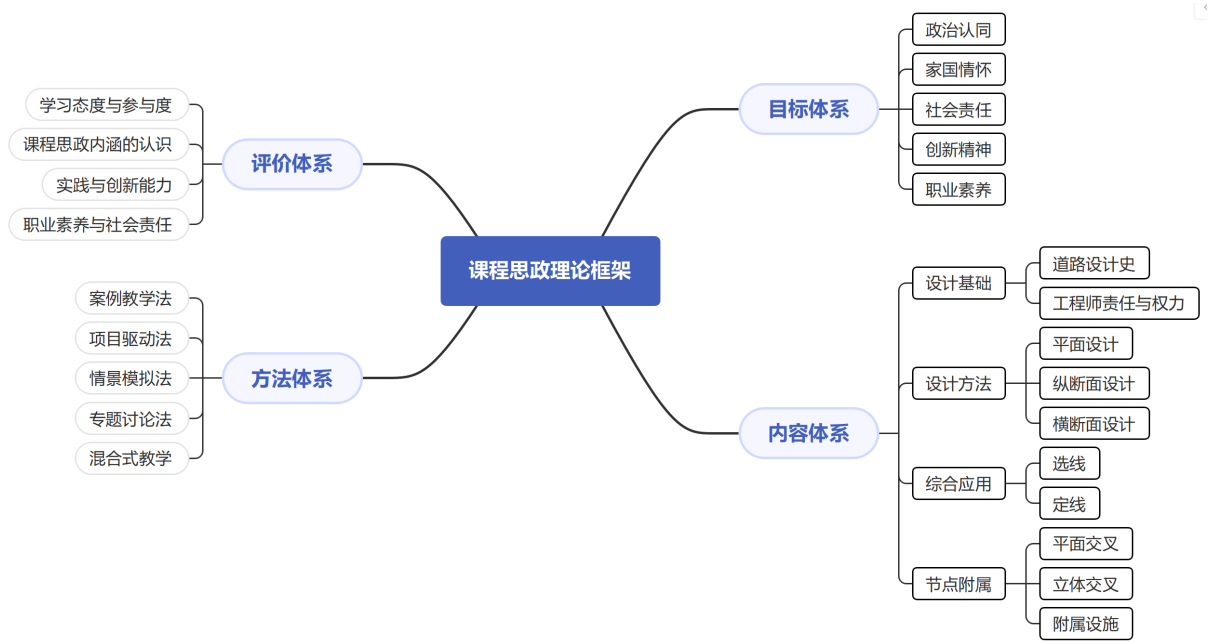 课程思政理论框架
目标体系
政治认同
家国情怀
社会责任
创新精神
职业素养
内容体系
设计基础
道路设计史
工程师责任与权力
设计方法
平面设计
纵断面设计
横断面设计
综合应用
选线
定线
节点附属
平面交叉
立体交叉
附属设施
评价体系
学习态度与参与度
课程思政内涵的认识
实践与创新能力
职业素养与社会责任
方法体系
案例教学法
项目驱动法
情景模拟法
专题讨论法
混合式教学